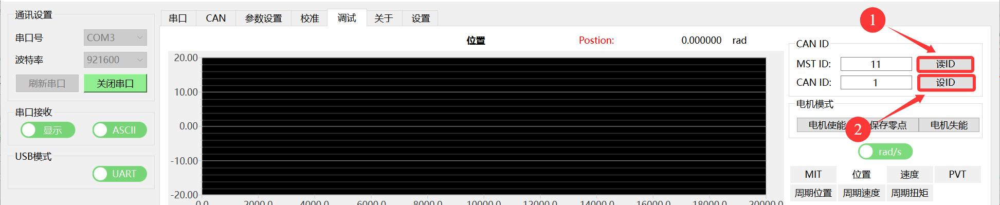 通讯设置
串口号 COM3
波特率 921600
刷新串口 关闭串口
串口接收
显示 ASCII
USB模式
UART
串口 CAN 参数设置 校准 调试 关于 设置
位置 Postion: 0.000000 rad
20.00
10.00
0.00
-10.00
-20.00
0.0 2000.0 4000.0 6000.0 8000.0 10000.0 12000.0 14000.0 16000.0 18000.0 20000.0
1
CAN ID
MST ID: 11 读ID
CAN ID: 1 设ID
电机模式
电机使能 2 保存零点 电机失能
rad/s
MIT 位置 速度 PVT
周期位置 周期速度 周期扭矩